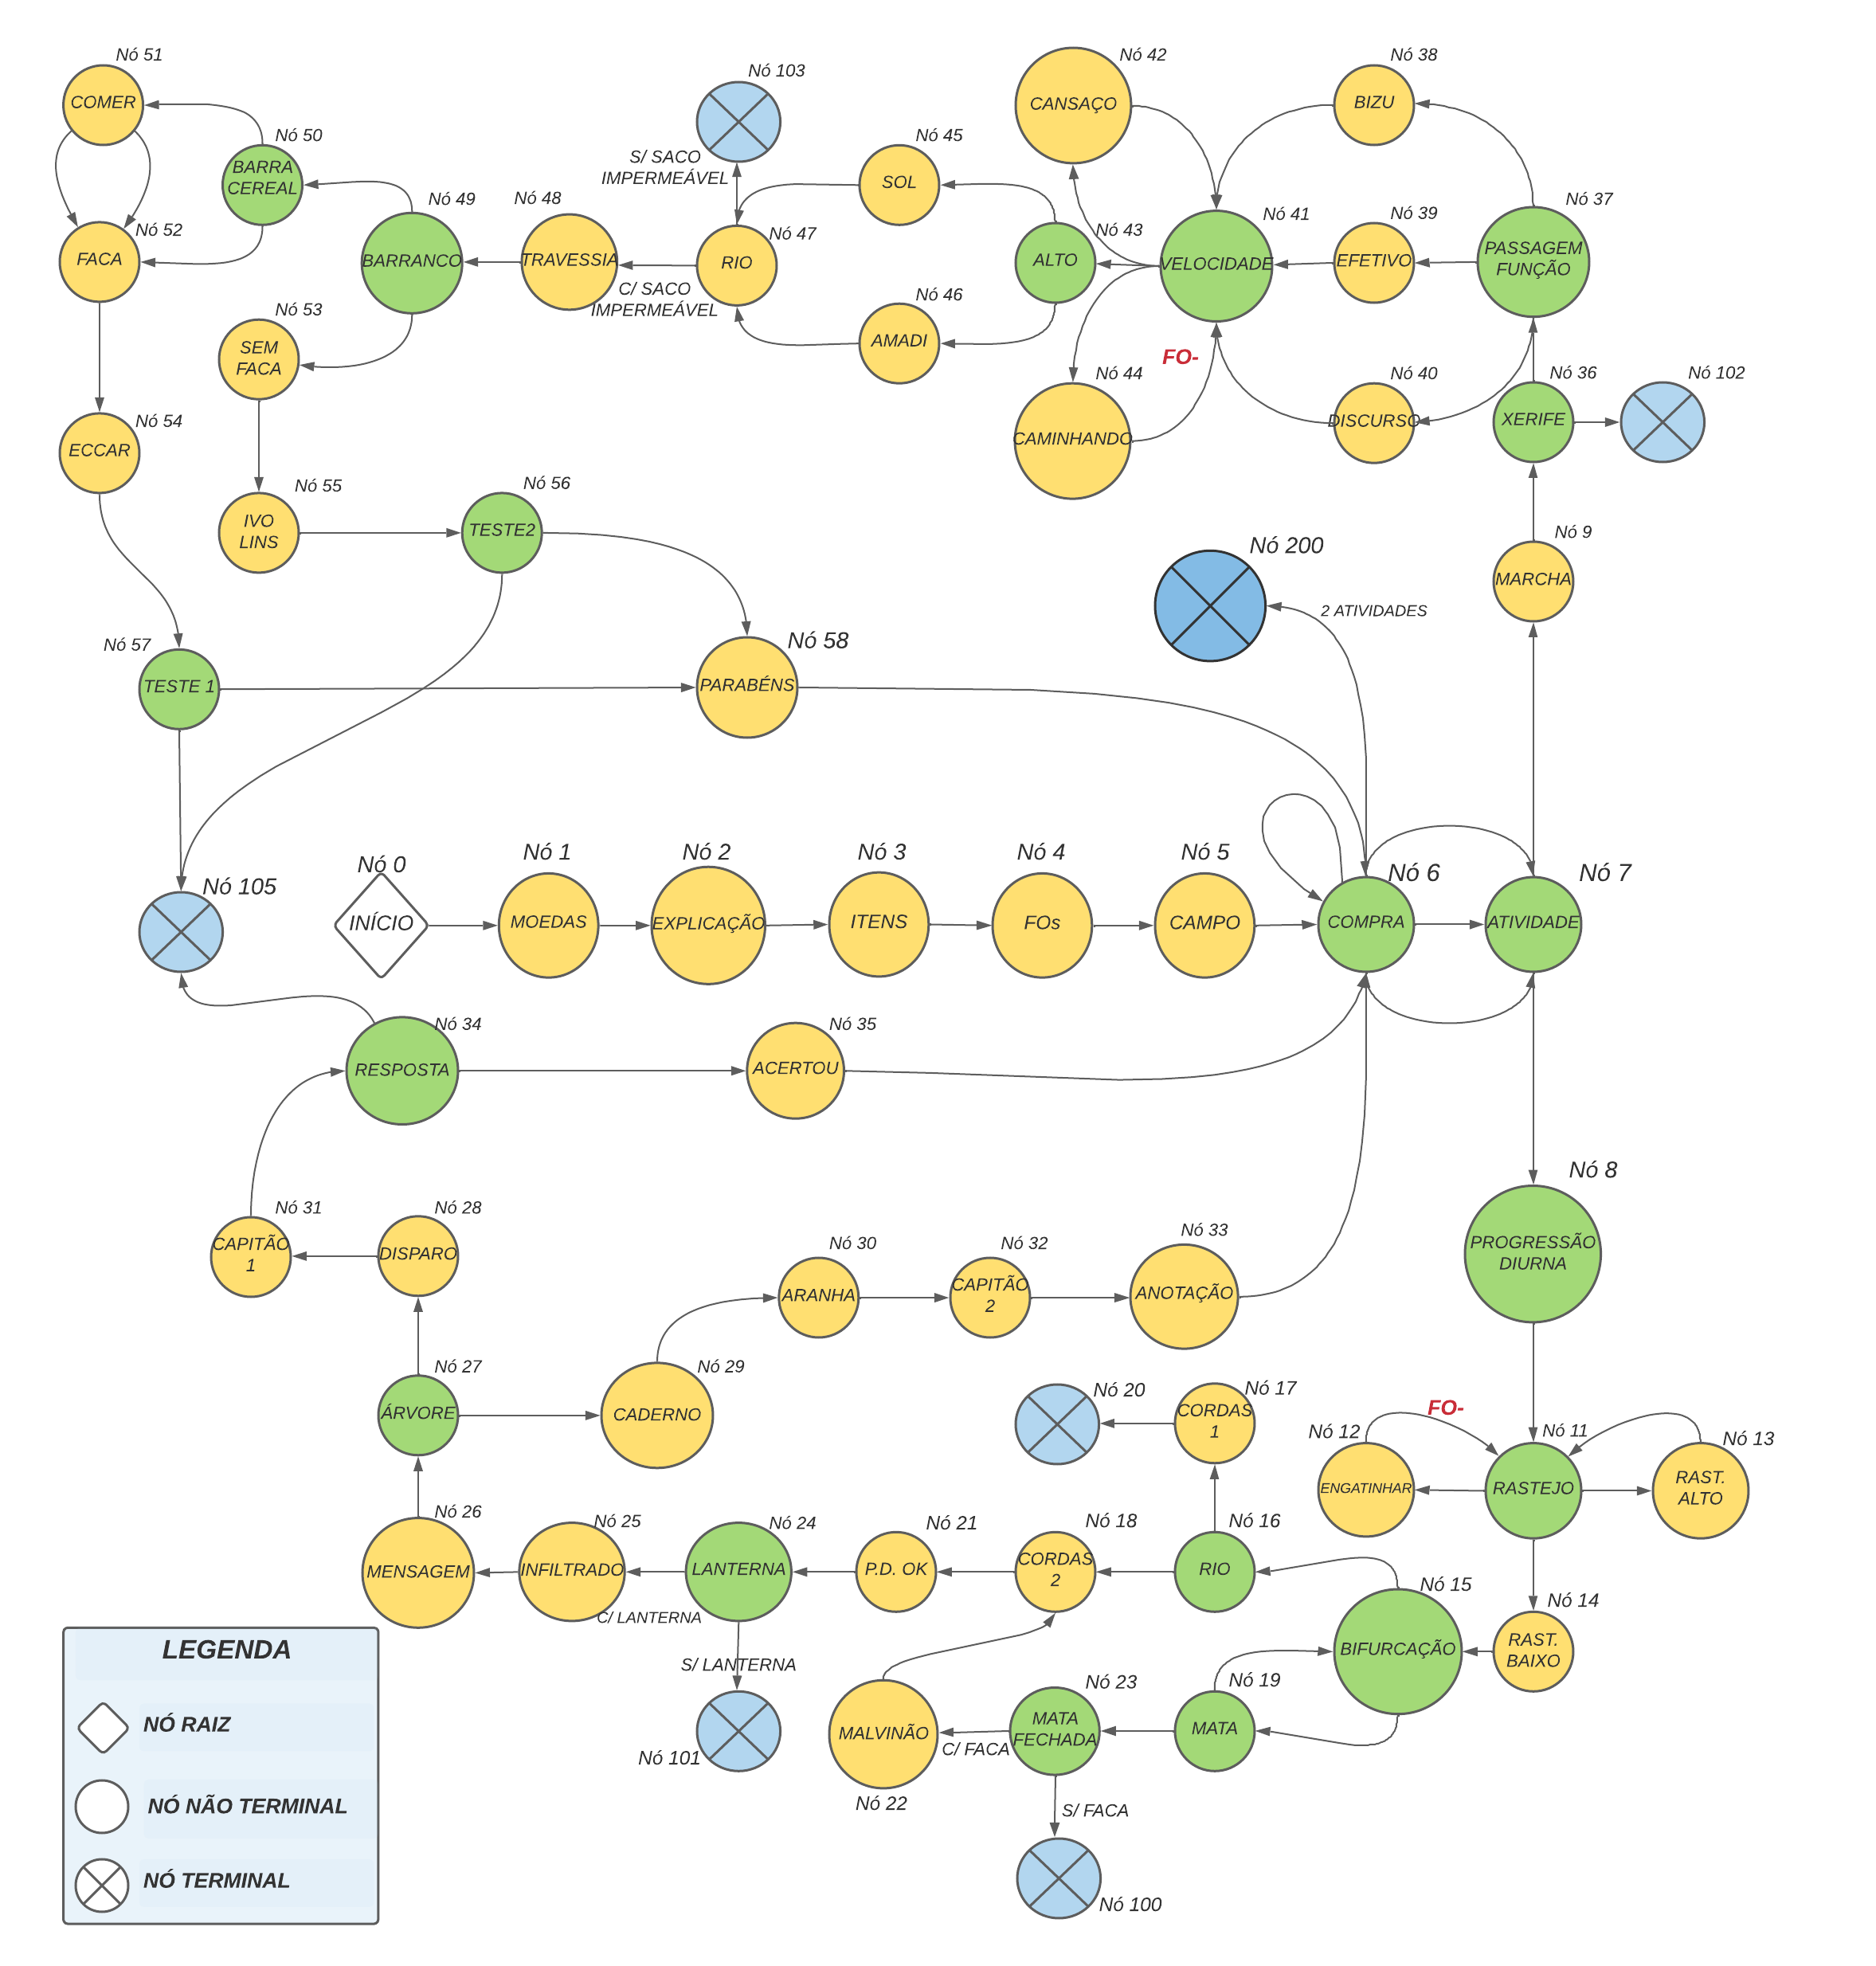 Nó 51
COMER
Nó 50
BARRA
CEREAL
Nó 52
FACA
Nó 49
BARRANCO
Nó 48
TRAVESSIA
Nó 103
S/ SACO
IMPERMEÁVEL
Nó 47
RIO
C/ SACO
IMPERMEÁVEL
Nó 45
SOL
Nó 46
AMADI
Nó 43
ALTO
Nó 42
CANSAÇO
Nó 41
VELOCIDADE
Nó 44
CAMINHANDO
FO-
Nó 38
BIZU
Nó 39
EFETIVO
Nó 40
DISCURSO
Nó 37
PASSAGEM
FUNÇÃO
Nó 36
XERIFE
Nó 102
Nó 9
MARCHA
Nó 53
SEM
FACA
Nó 54
ECCAR
Nó 55
IVO
LINS
Nó 56
TESTE2
Nó 57
TESTE 1
Nó 58
PARABÉNS
Nó 200
2 ATIVIDADES
Nó 105
Nó 0
INÍCIO
Nó 1
MOEDAS
Nó 2
EXPLICAÇÃO
Nó 3
ITENS
Nó 4
FOs
Nó 5
CAMPO
Nó 6
COMPRA
Nó 7
ATIVIDADE
Nó 34
RESPOSTA
Nó 35
ACERTOU
Nó 8
PROGRESSÃO
DIURNA
Nó 31
CAPITÃO
1
Nó 28
DISPARO
Nó 30
ARANHA
Nó 32
CAPITÃO
2
Nó 33
ANOTAÇÃO
Nó 27
ÁRVORE
Nó 29
CADERNO
Nó 20
Nó 17
CORDAS
1
Nó 12
ENGATINHAR
FO-
Nó 11
RASTEJO
Nó 13
RAST.
ALTO
Nó 26
MENSAGEM
Nó 25
INFILTRADO
C/ LANTERNA
Nó 24
LANTERNA
S/ LANTERNA
Nó 101
Nó 21
P.D. OK
Nó 18
CORDAS
2
Nó 16
RIO
Nó 15
BIFURCAÇÃO
Nó 14
RAST.
BAIXO
Nó 19
MATA
Nó 23
MATA
FECHADA
C/ FACA
MALVINÃO
Nó 22
S/ FACA
Nó 100
LEGENDA
NÓ RAIZ
NÓ NÃO TERMINAL
NÓ TERMINAL